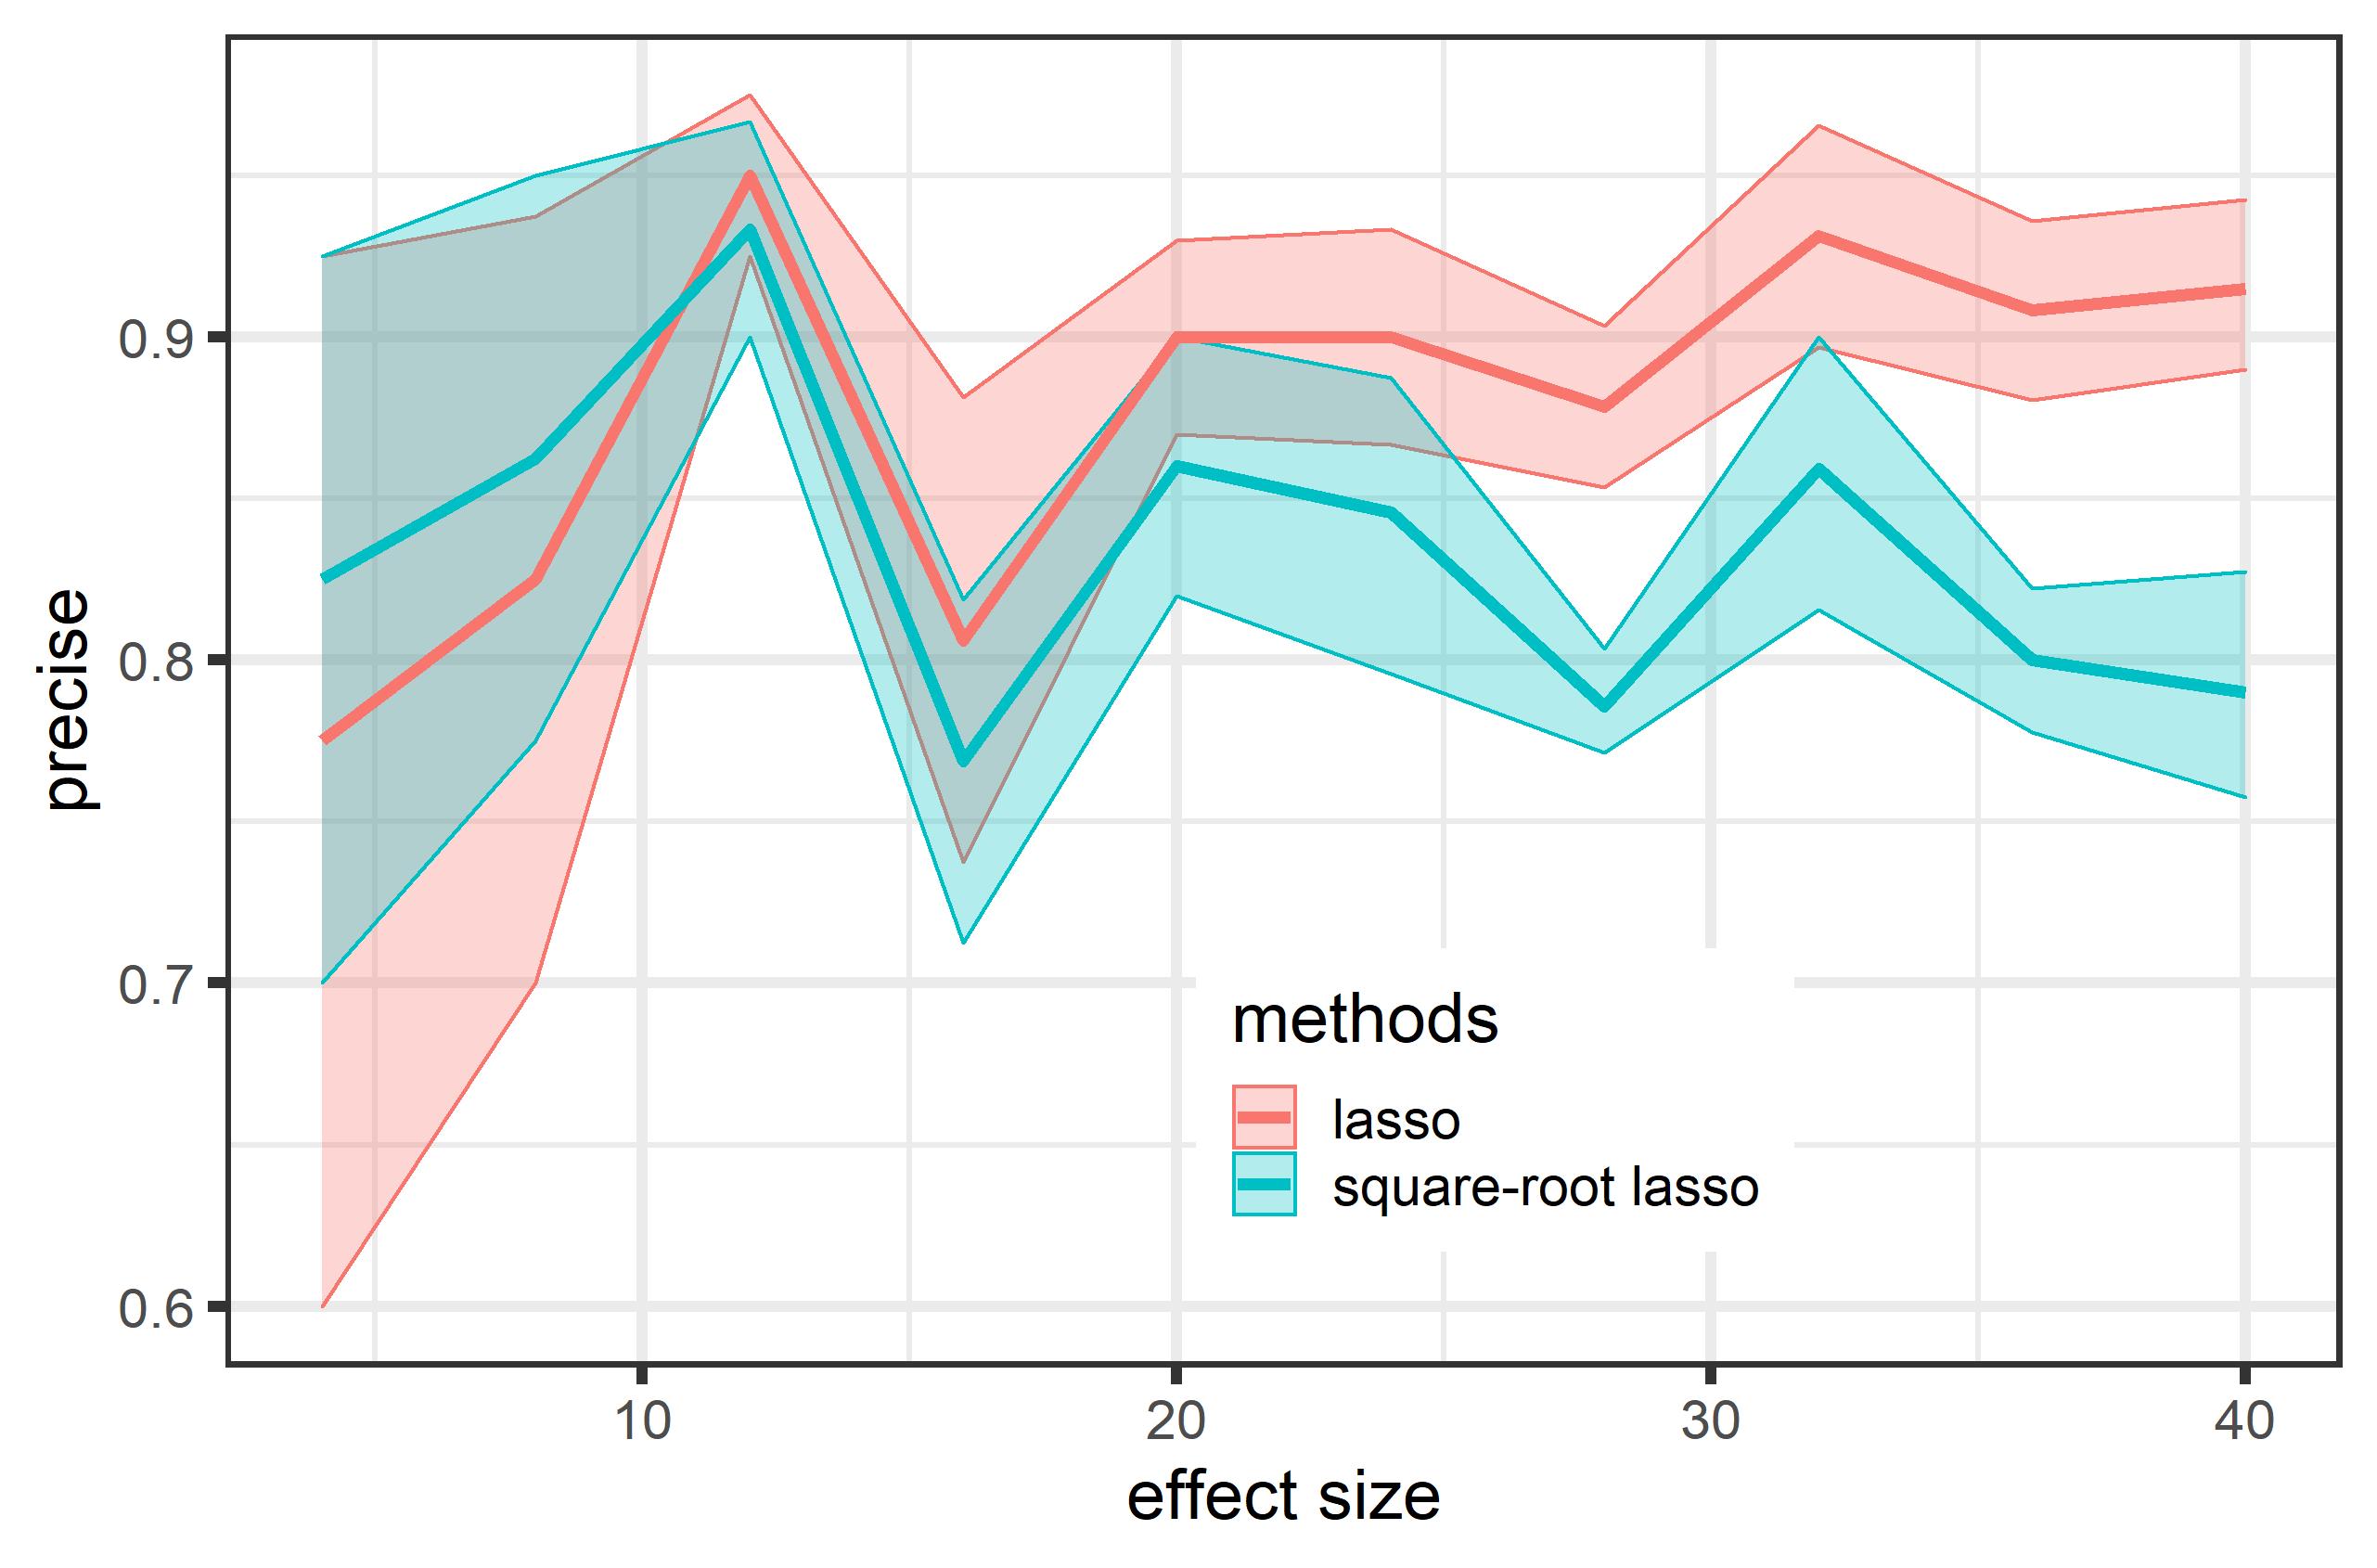 precise
0.9
0.8
0.7
0.6
methods
lasso
square-root lasso
10 20 30 40
effect size